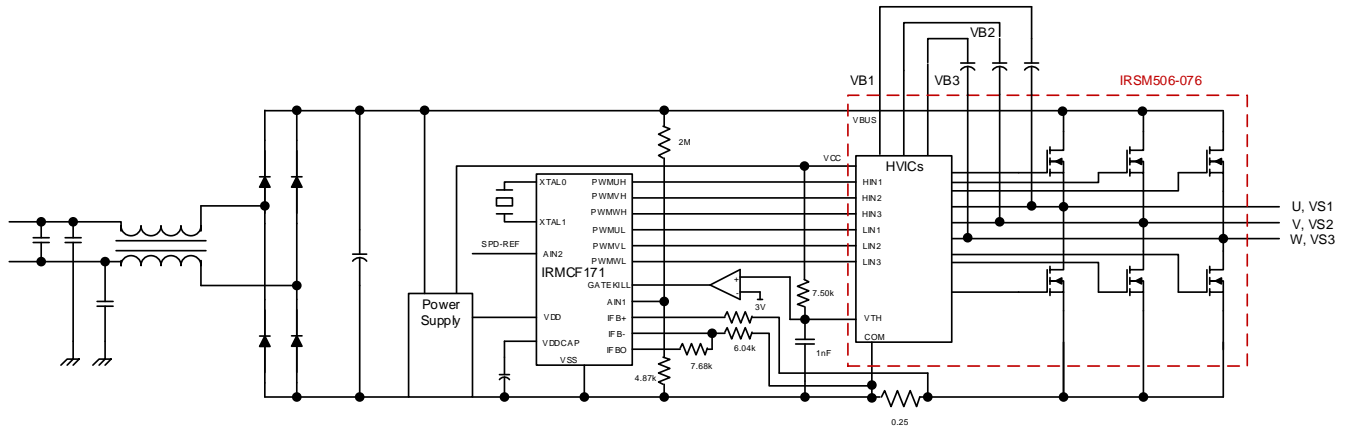 VB2
VB1
VB3
IRSM506-076
VBUS
2M
VCC
HVICs
XTAL0
PWMUH
HIN1
PWMVH
HIN2
U, VS1
XTAL1
PWMWH
HIN3
V, VS2
PWMUL
LIN1
W, VS3
SPD-REF
AIN2
PWMVL
LIN2
PWMWL
LIN3
IRMCF171
GATEKILL
+
-
3V
7.50k
Power
Supply
AIN1
VDD
IFB+
VTH
IFB-
COM
VDDCAP
6.04k
IFBO
1nF
VSS
7.68k
4.87k
0.25